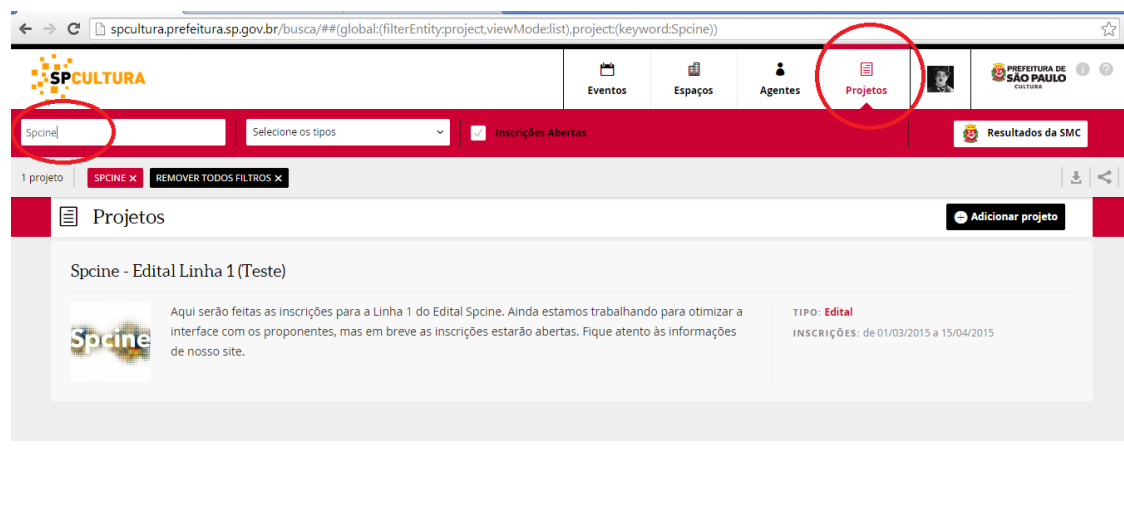 spcultura.prefeitura.sp.gov.br/busca/##(global:(filterEntity:project,viewMode:list),project:(keyword:Spcine))
SPCULTURA
Eventos
Espaços
Agentes
Projetos
PREFEITURA DE
SÃO PAULO
CULTURA
Spcine
Selecione os tipos
Inscrições Abertas
Resultados da SMC
1 projeto
SPCINE
REMOVER TODOS FILTROS
Projetos
Adicionar projeto
Spcine - Edital Linha 1 (Teste)
Spcine
Aqui serão feitas as inscrições para a Linha 1 do Edital Spcine. Ainda estamos trabalhando para otimizar a
interface com os proponentes, mas em breve as inscrições estarão abertas. Fique atento às informações
de nosso site.
TIPO: Edital
INSCRIÇÕES: de 01/03/2015 a 15/04/2015